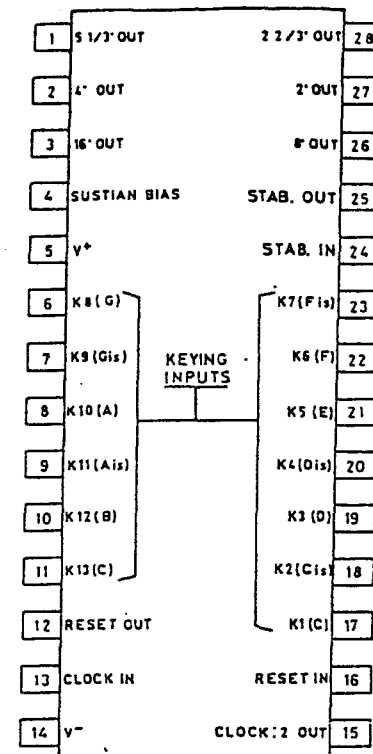 1 5 1/3' OUT 2 2/3' OUT 28
2 4' OUT 2' OUT 27
3 16' OUT 8' OUT 26
4 SUSTIAN BIAS STAB. OUT 25
5 V+ STAB. IN 24
6 K8(G) K7(Fis) 23
7 K9(Gis) KEYING INPUTS K6(F) 22
8 K10(A) K5(E) 21
9 K11(Ais) K4(Dis) 20
10 K12(B) K3(D) 19
11 K13(C) K2(Cis) 18
12 RESET OUT K1(C) 17
13 CLOCK IN RESET IN 16
14 V- CLOCK:2 OUT 15